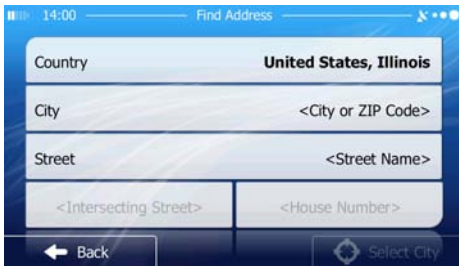 14:00 Find Address
Country United States, Illinois
City <City or ZIP Code>
Street <Street Name>
<Intersecting Street> <House Number>
Back Select City